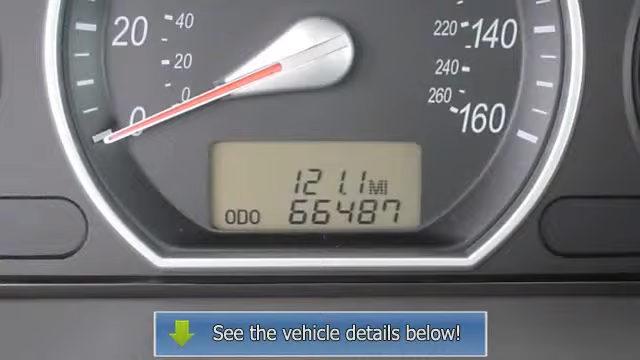 20 40 220 140
20 240
0 0 260 160
121.1 MI
ODO 66487
See the vehicle details below!